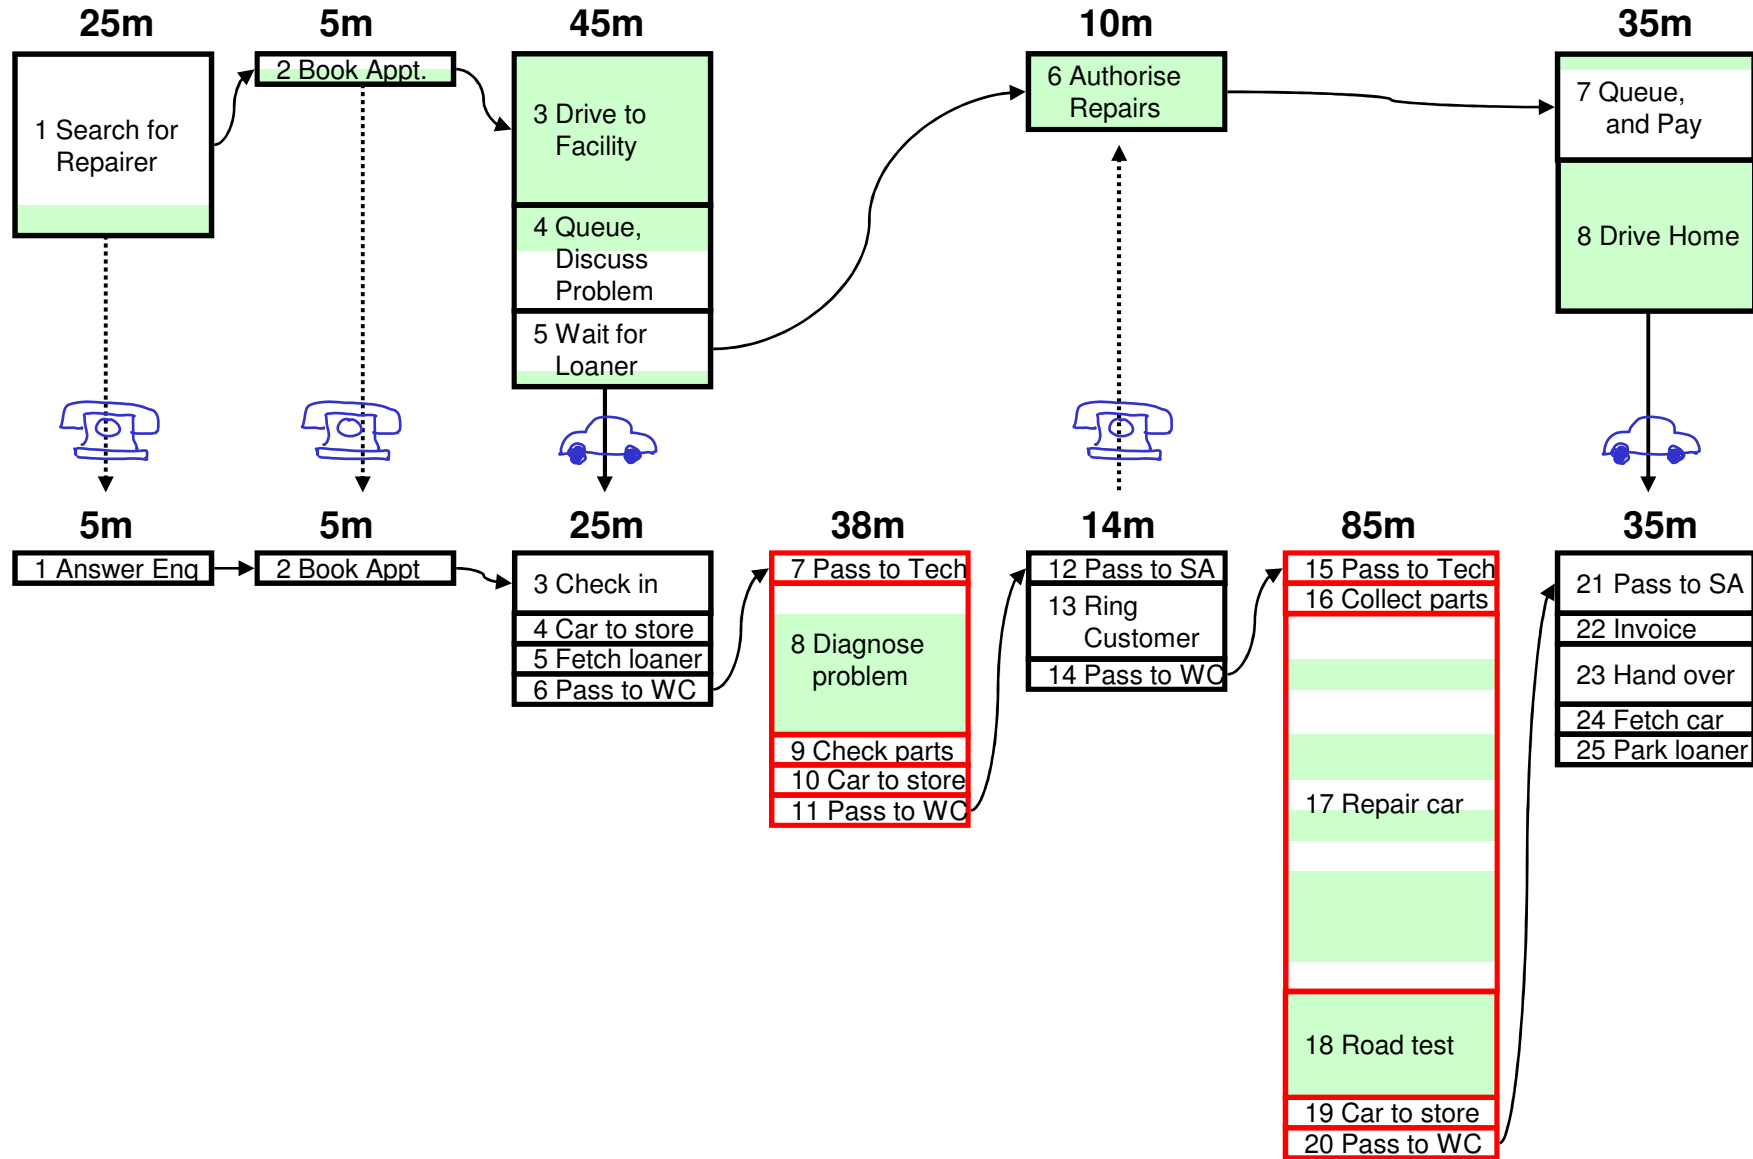 25m
5m
45m
10m
35m
1 Search for
Repairer
2 Book Appt.
3 Drive to
Facility
4 Queue,
Discuss
Problem
5 Wait for
Loaner
6 Authorise
Repairs
7 Queue,
and Pay
8 Drive Home
5m
5m
25m
38m
14m
85m
35m
1 Answer Enq
2 Book Appt
3 Check in
4 Car to store
5 Fetch loaner
6 Pass to WC
7 Pass to Tech
8 Diagnose
problem
9 Check parts
10 Car to store
11 Pass to WC
12 Pass to SA
13 Ring
Customer
14 Pass to WC
15 Pass to Tech
16 Collect parts
17 Repair car
18 Road test
19 Car to store
20 Pass to WC
21 Pass to SA
22 Invoice
23 Hand over
24 Fetch car
25 Park loaner